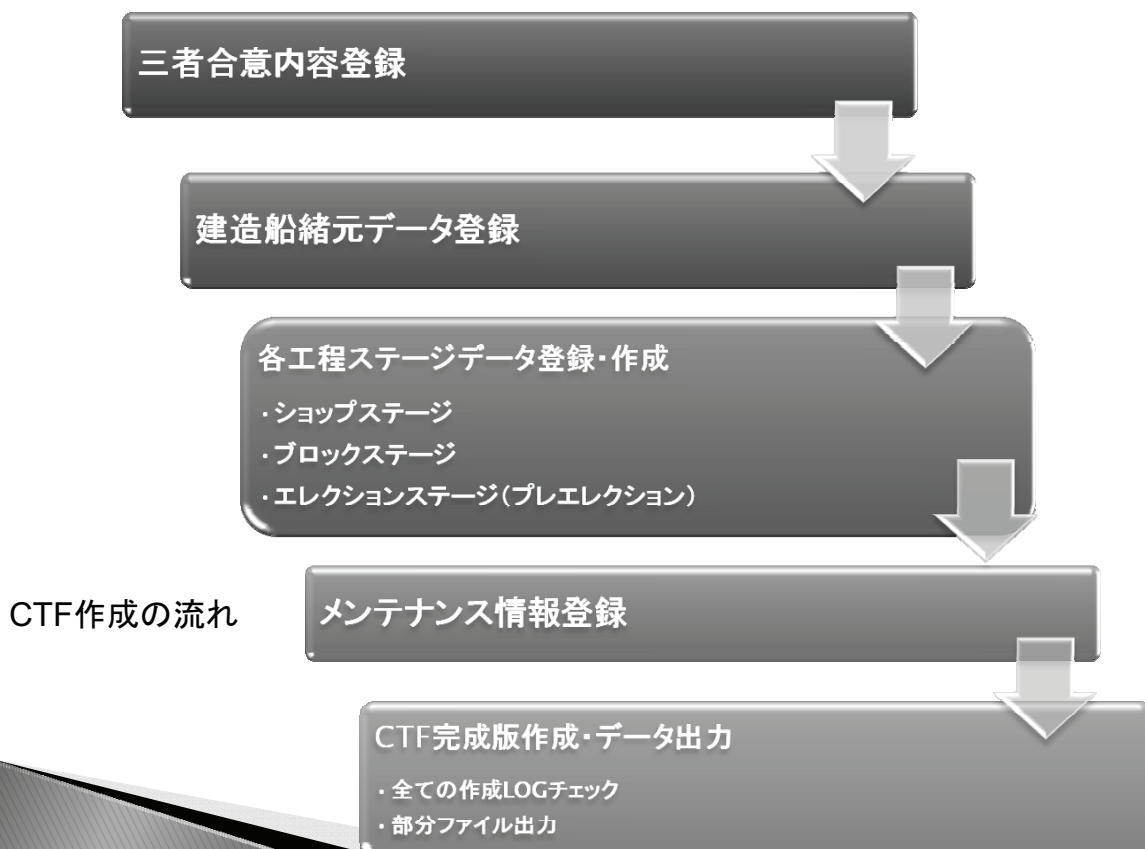 三者合意内容登録
建造船緒元データ登録
各工程ステージデータ登録・作成
・ショップステージ
・ブロックステージ
・エレクションステージ(プレエレクション)
CTF作成の流れ
メンテナンス情報登録
CTF完成版作成・データ出力
・全ての作成LOGチェック
・部分ファイル出力